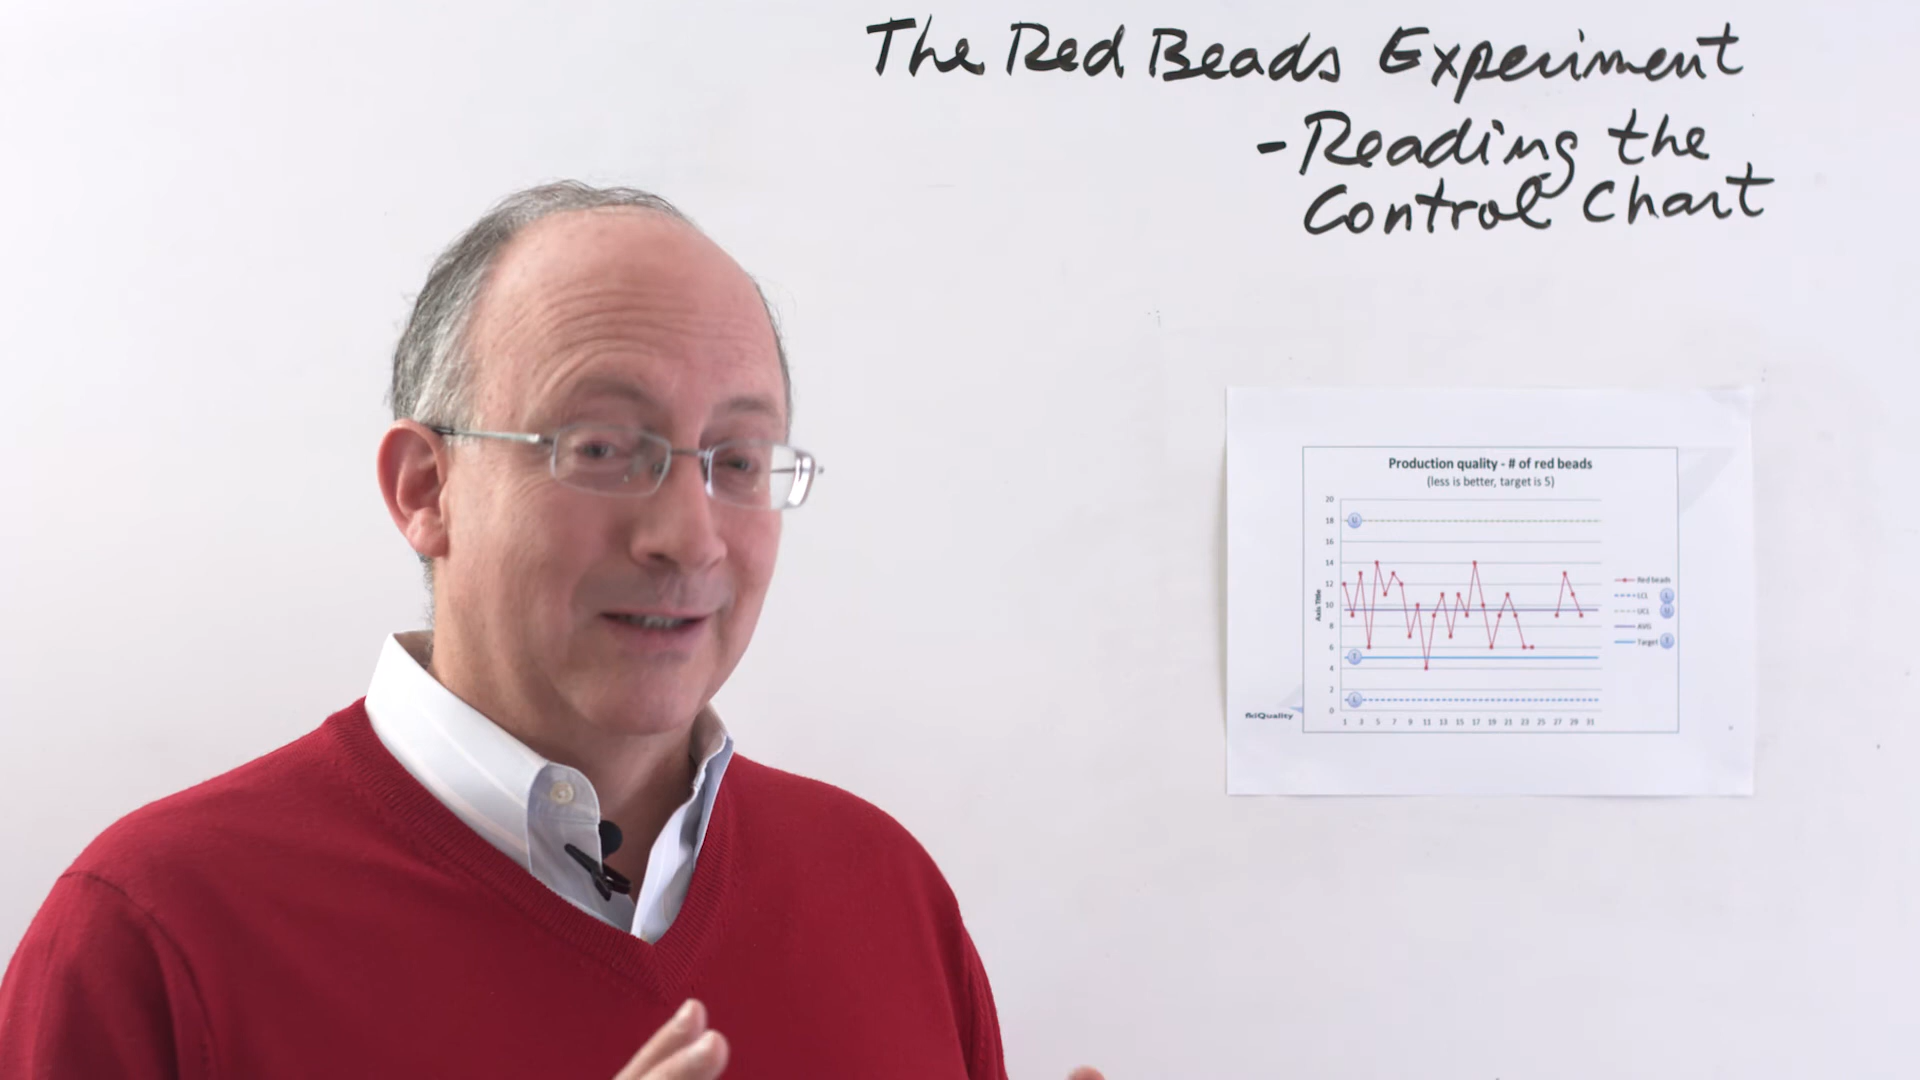 The Red Beads Experiment
- Reading the
Control Chart
Production quality - # of red beads
(less is better, target is 5)
20
18
16
14
12
10
8
6
4
2
0
U
T
L
Axis Title
1 3 5 7 9 11 13 15 17 19 21 23 25 27 29 31
Red beads
LCL L
UCL U
AVG
Target T